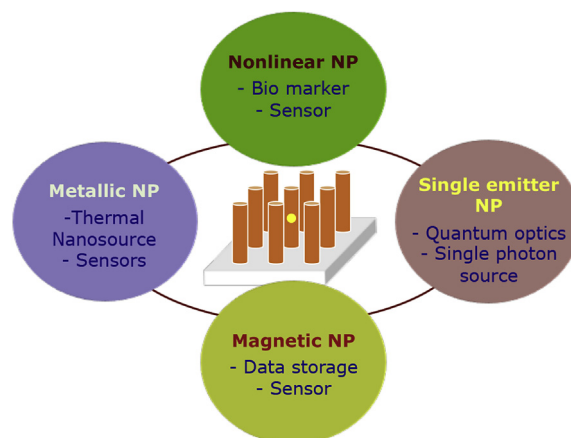 Nonlinear NP
- Bio marker
- Sensor
Metallic NP
-Thermal
Nanosource
- Sensors
Single emitter
NP
- Quantum optics
- Single photon
source
Magnetic NP
- Data storage
- Sensor